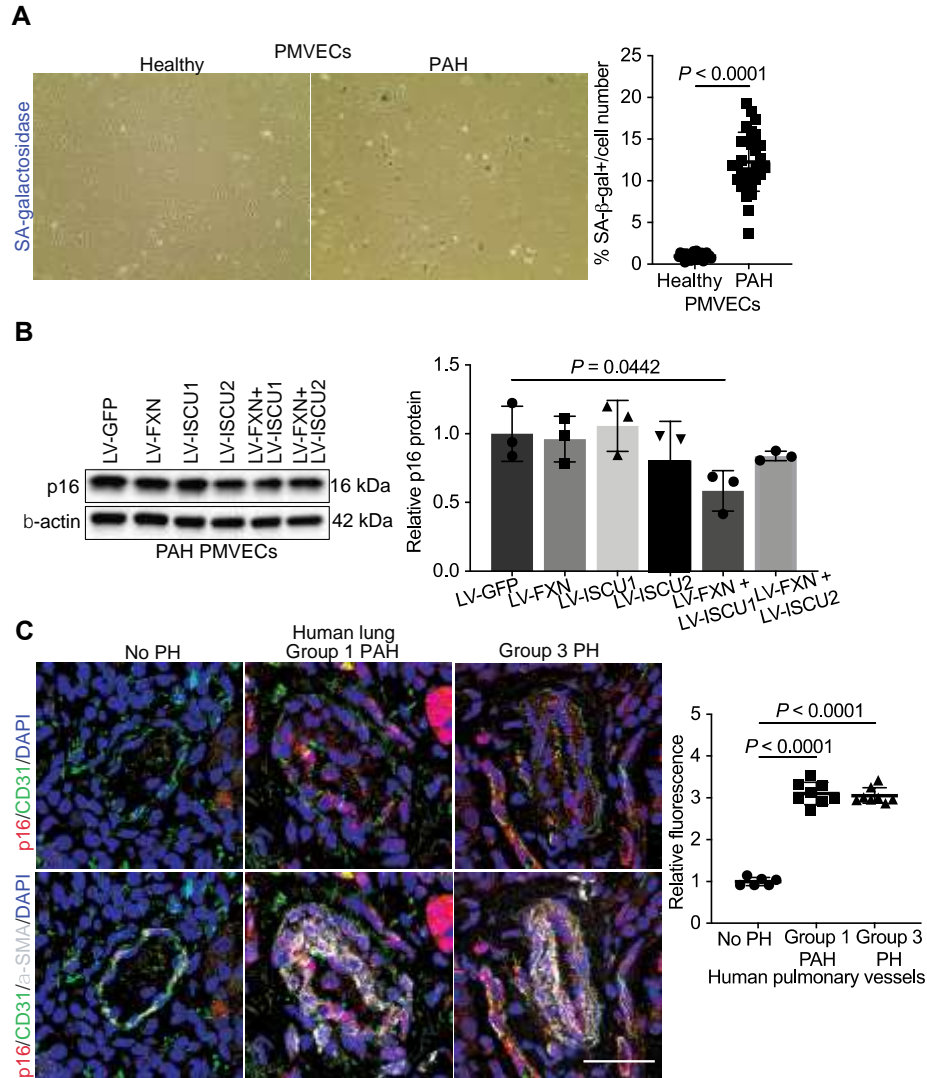 A
PMVECs
Healthy
PAH
SA-galactosidase
P < 0.0001
% SA-β-gal+/cell number
25
20
15
10
5
0
Healthy PAH
PMVECs
B
LV-GFP
LV-FXN
LV-ISCU1
LV-ISCU2
LV-FXN+
LV-ISCU1
LV-FXN+
LV-ISCU2
p16
16 kDa
b-actin
42 kDa
PAH PMVECs
P = 0.0442
Relative p16 protein
1.5
1.0
0.5
0.0
LV-GFP
LV-FXN
LV-ISCU1
LV-ISCU2
LV-FXN +
LV-ISCU1
LV-FXN +
LV-ISCU2
C
Human lung
No PH
Group 1 PAH
Group 3 PH
p16/CD31/DAPI
p16/CD31/a-SMA/DAPI
P < 0.0001
P < 0.0001
Relative fluorescence
5
4
3
2
1
0
No PH
Group 1
PAH
Group 3
PH
Human pulmonary vessels